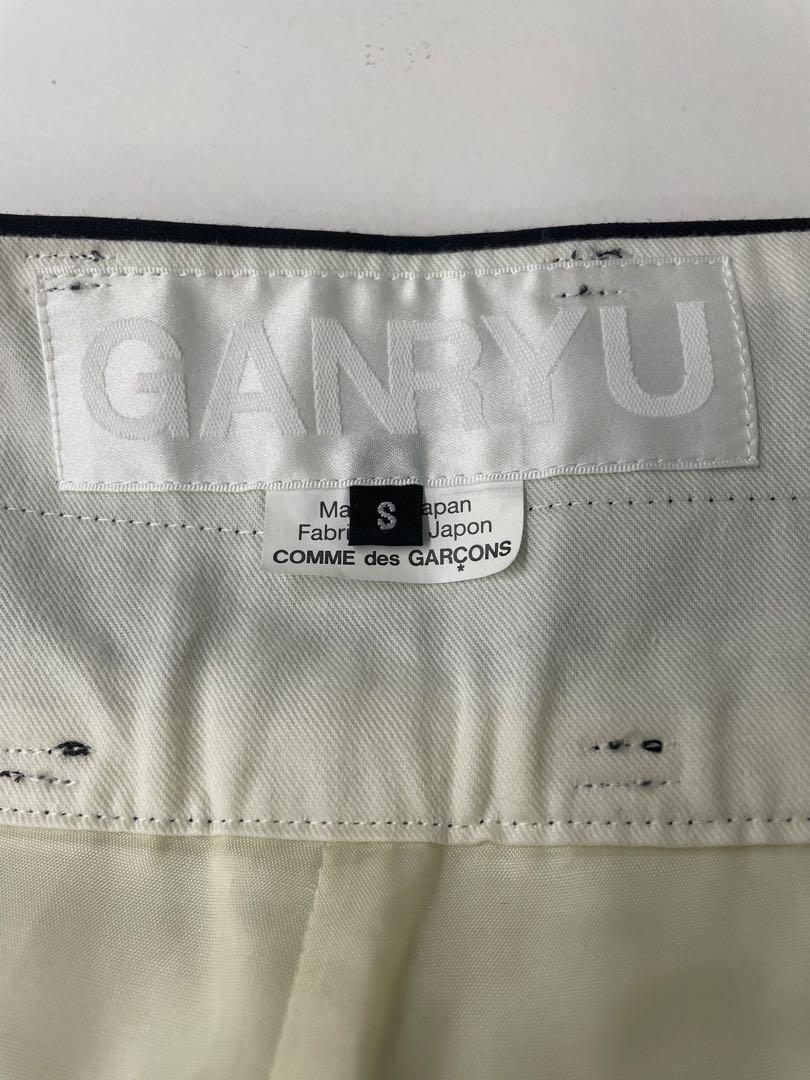 GANRYU
S
Ma apan
Fabri Japon
COMME des GARÇONS
*